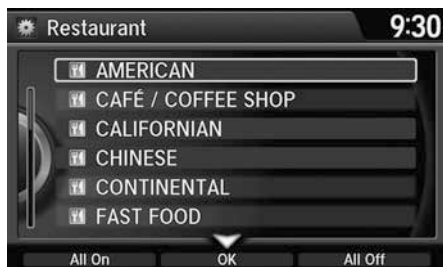 Restaurant 9:30
AMERICAN
CAFÉ / COFFEE SHOP
CALIFORNIAN
CHINESE
CONTINENTAL
FAST FOOD
All On OK All Off